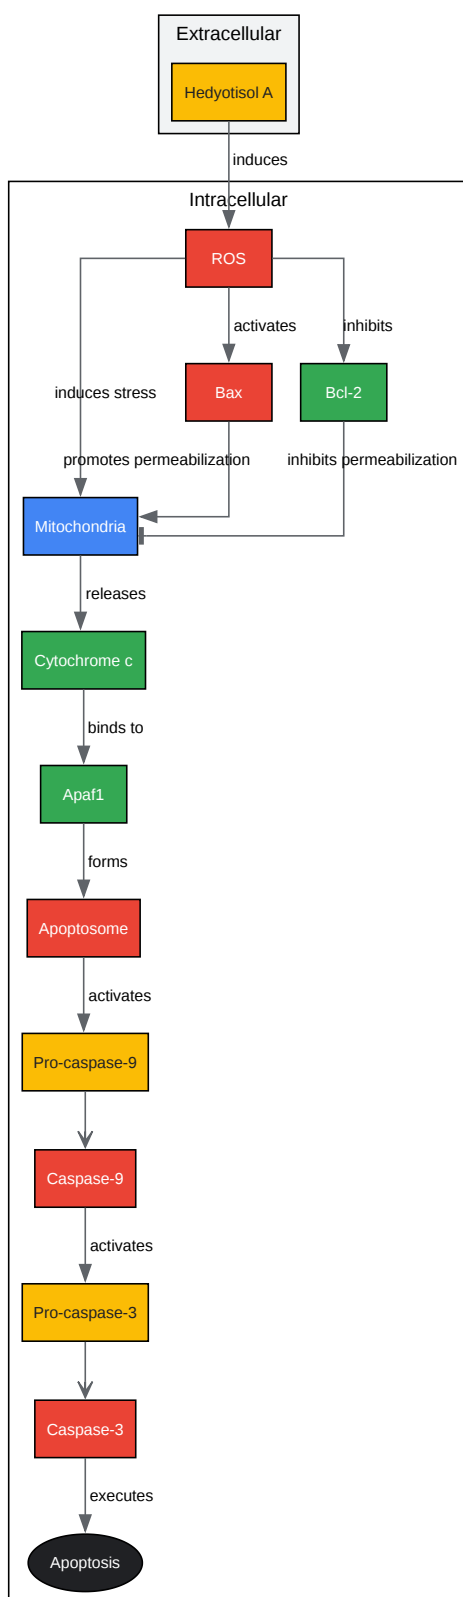 Extracellular
Hedyotisol A
induces
Intracellular
ROS
activates
inhibits
Bax
Bcl-2
induces stress
promotes permeabilization
inhibits permeabilization
Mitochondria
releases
Cytochrome c
binds to
Apaf1
forms
Apoptosome
activates
Pro-caspase-9
Caspase-9
activates
Pro-caspase-3
Caspase-3
executes
Apoptosis